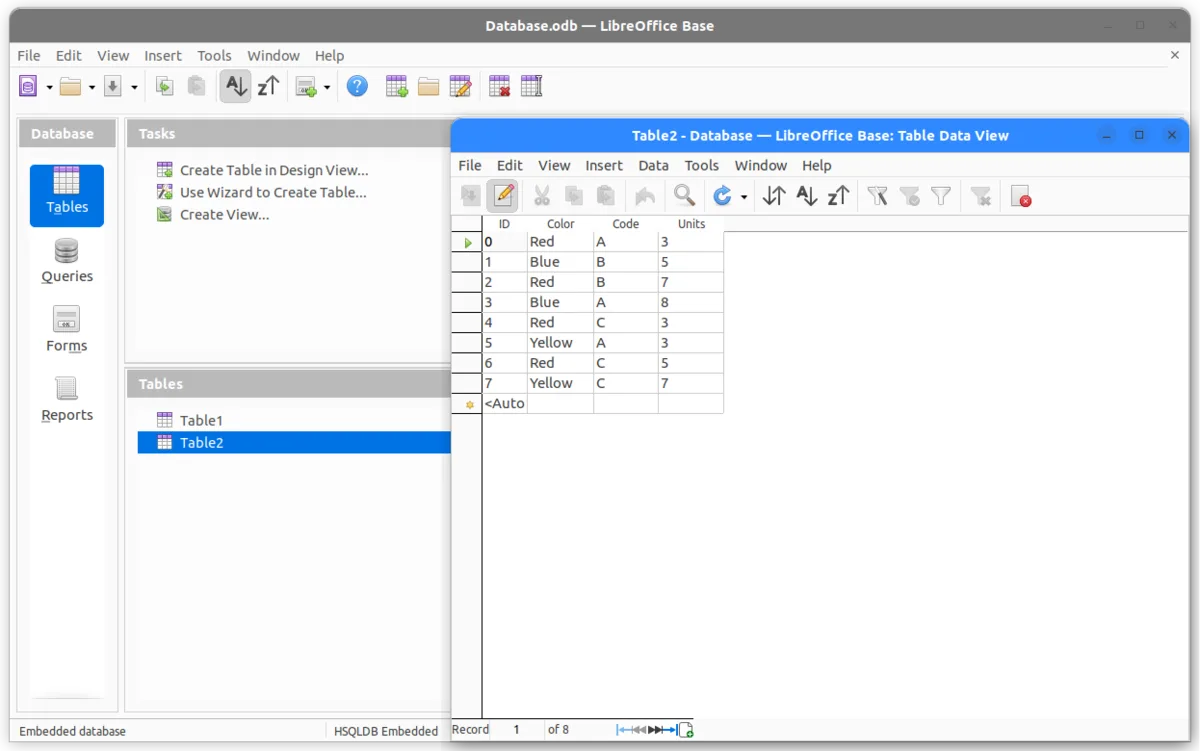 Database.odb — LibreOffice Base
File Edit View Insert Tools Window Help
Database
Tables
Queries
Forms
Reports
Tasks
Create Table in Design View...
Use Wizard to Create Table...
Create View...
Tables
Table1
Table2
Embedded database HSQLDB Embedded
Table2 - Database — LibreOffice Base: Table Data View
File Edit View Insert Data Tools Window Help
ID Color Code Units
0 Red A 3
1 Blue B 5
2 Red B 7
3 Blue A 8
4 Red C 3
5 Yellow A 3
6 Red C 5
7 Yellow C 7
<Auto
Record 1 of 8